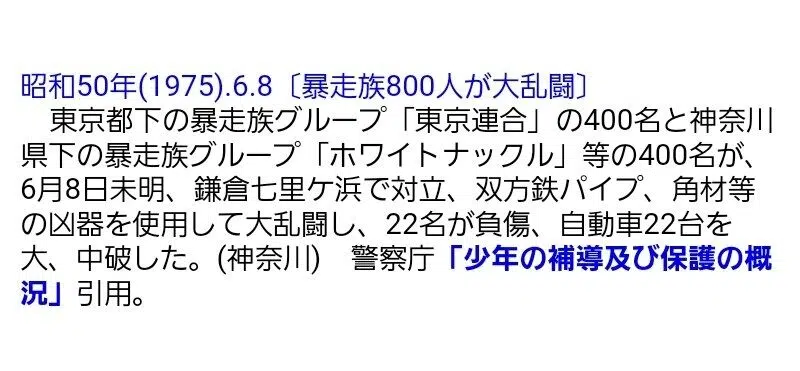 昭和50年(1975).6.8〔暴走族800人が大乱闘〕
　東京都下の暴走族グループ「東京連合」の400名と神奈川
県下の暴走族グループ「ホワイトナックル」等の400名が、
6月8日未明、鎌倉七里ケ浜で対立、双方鉄パイプ、角材等
の凶器を使用して大乱闘し、22名が負傷、自動車22台を
大、中破した。(神奈川)　警察庁「少年の補導及び保護の概
況」引用。